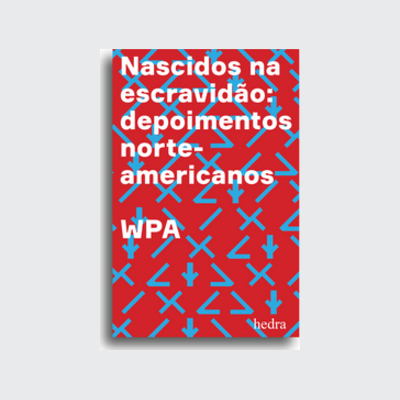 Nascidos na
escravidão:
depoimentos
norte-
americanos
WPA
hedra